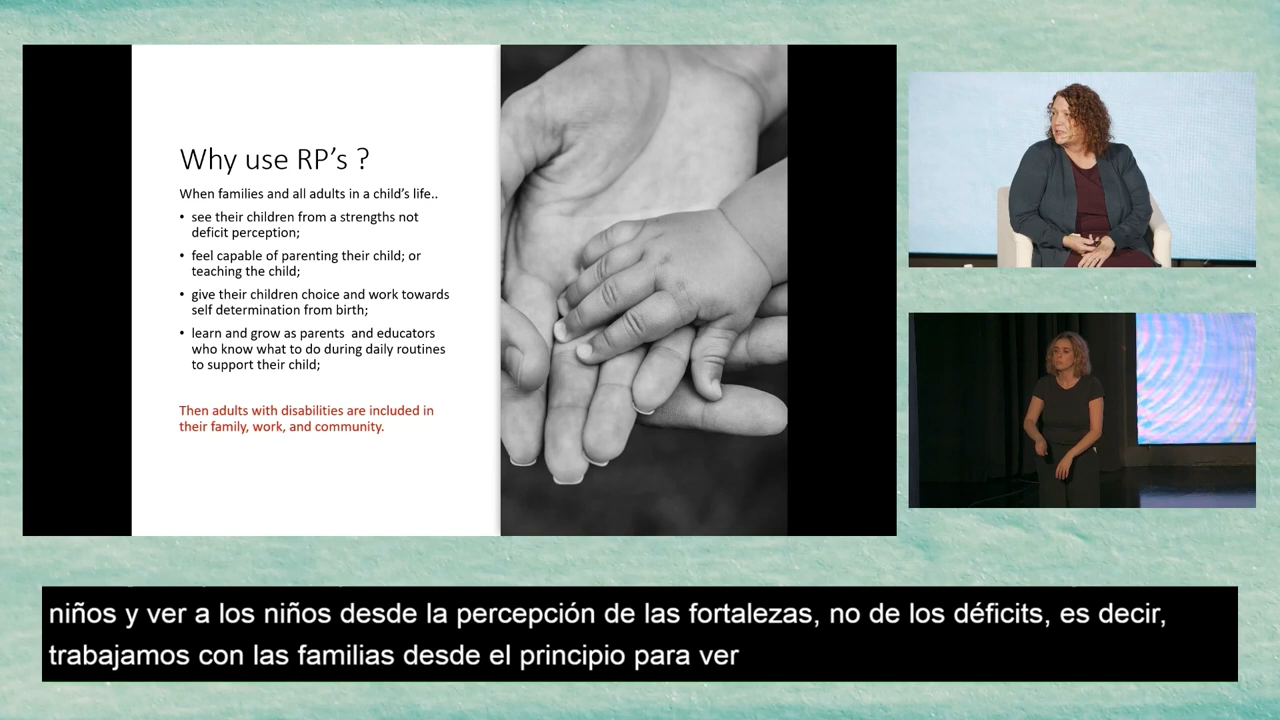 Why use RP's ?
When families and all adults in a child's life..
• see their children from a strengths not
deficit perception;
• feel capable of parenting their child; or
teaching the child;
• give their children choice and work towards
self determination from birth;
• learn and grow as parents and educators
who know what to do during daily routines
to support their child;
Then adults with disabilities are included in
their family, work, and community.
niños y ver a los niños desde la percepción de las fortalezas, no de los déficits, es decir,
trabajamos con las familias desde el principio para ver